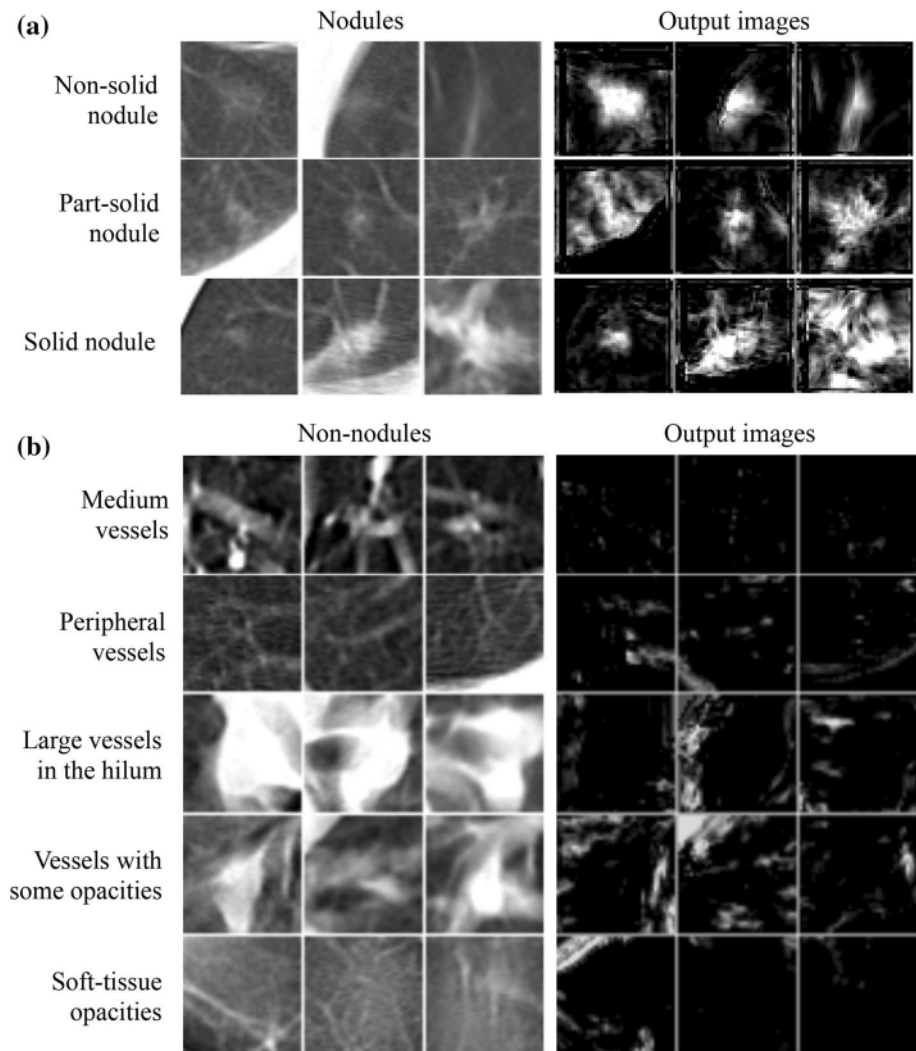 (a)
Nodules
Output images
Non-solid
nodule
Part-solid
nodule
Solid nodule
(b)
Non-nodules
Output images
Medium
vessels
Peripheral
vessels
Large vessels
in the hilum
Vessels with
some opacities
Soft-tissue
opacities